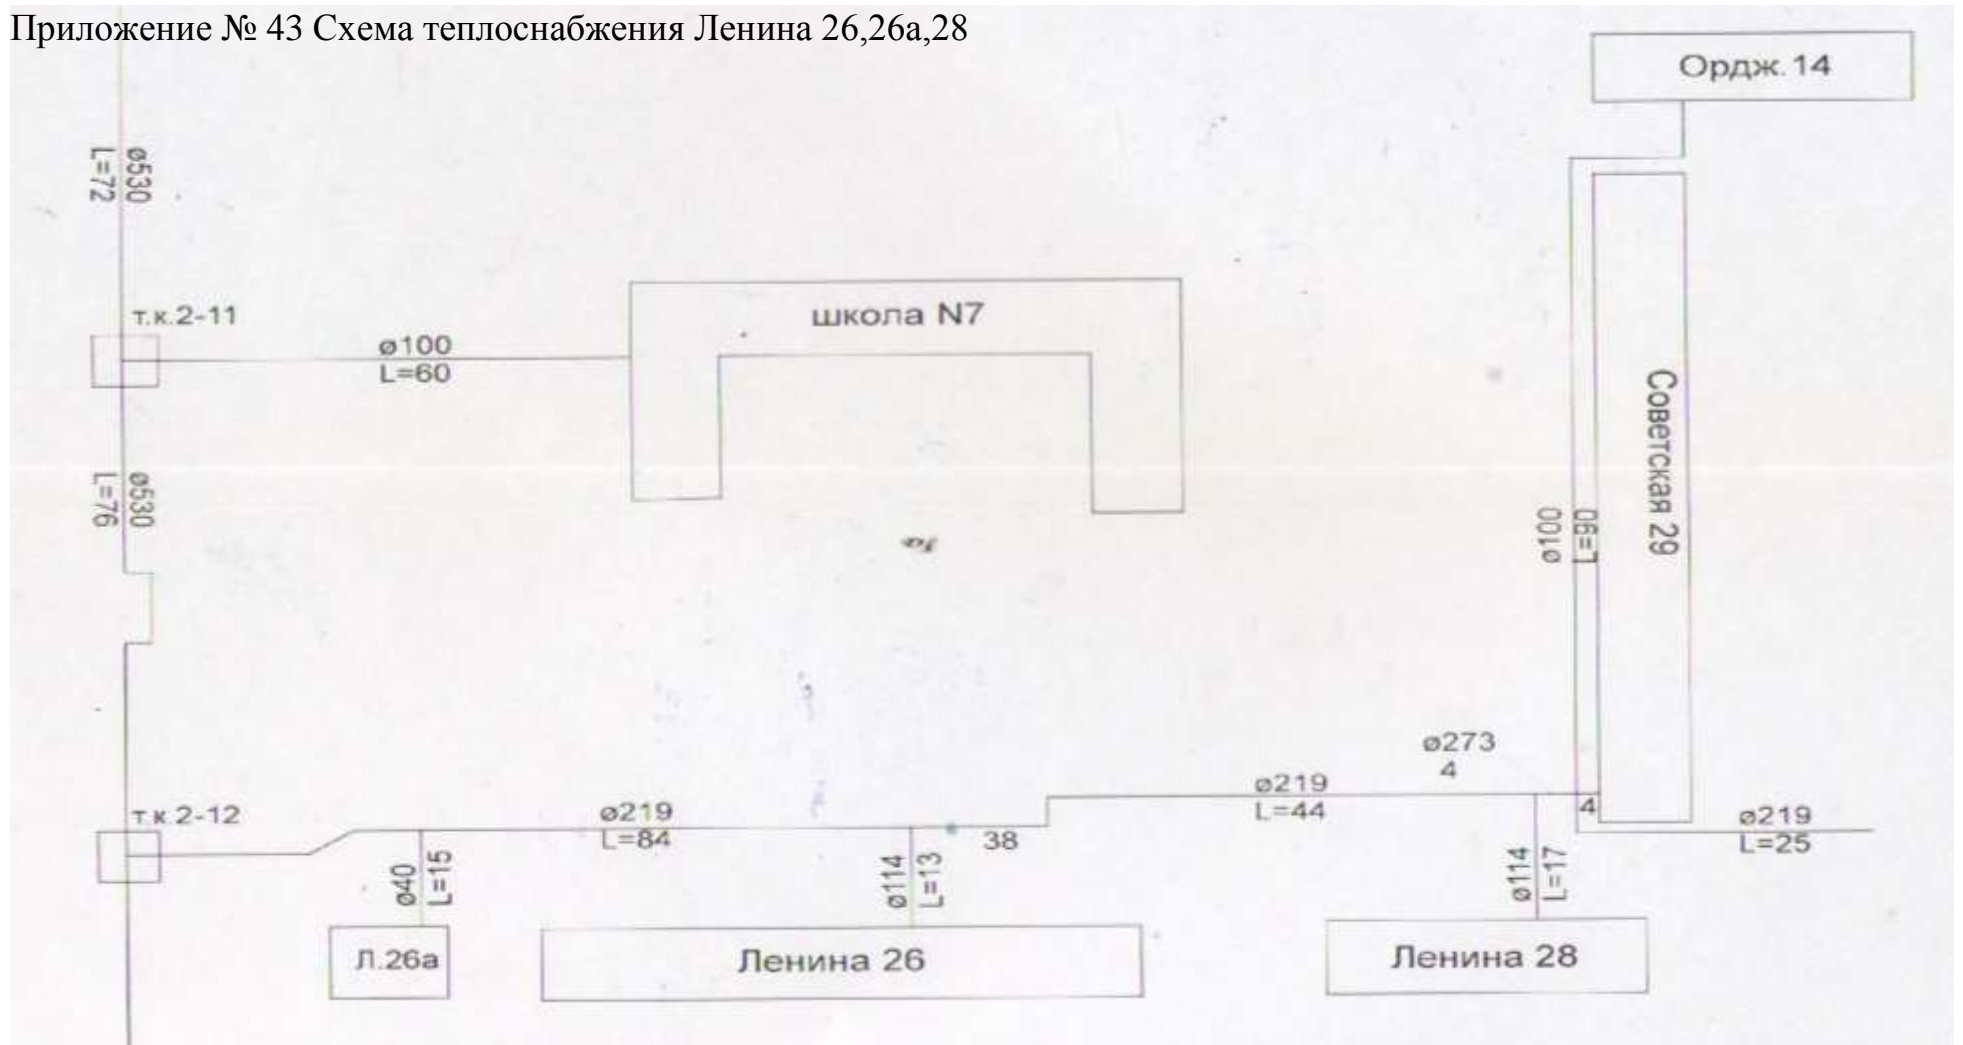 Приложение № 43 Схема теплоснабжения Ленина 26,26а,28
Ордж.14
ø530
L=72
т.к.2-11
ø100
L=60
школа N7
Советская 29
ø530
L=76
ø100
L=90
ø273
4
ø219
L=44
4
т.к.2-12
ø219
L=84
38
ø219
L=25
ø40
L=15
ø114
L=13
ø114
L=17
Л.26а
Ленина 26
Ленина 28